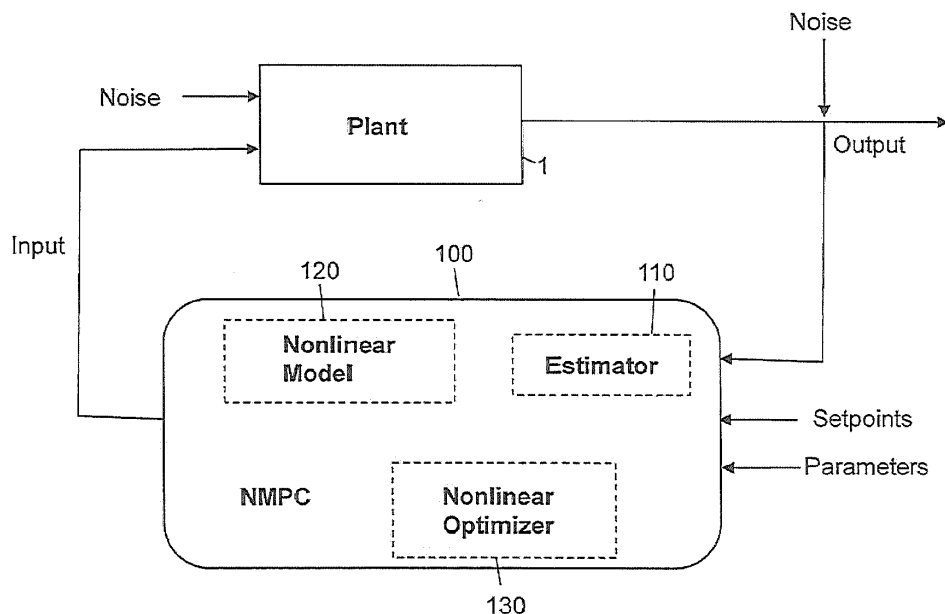 Noise
Noise
Plant
1
Output
Input
100
120
110
Nonlinear
Model
Estimator
Setpoints
Parameters
NMPC
Nonlinear
Optimizer
130